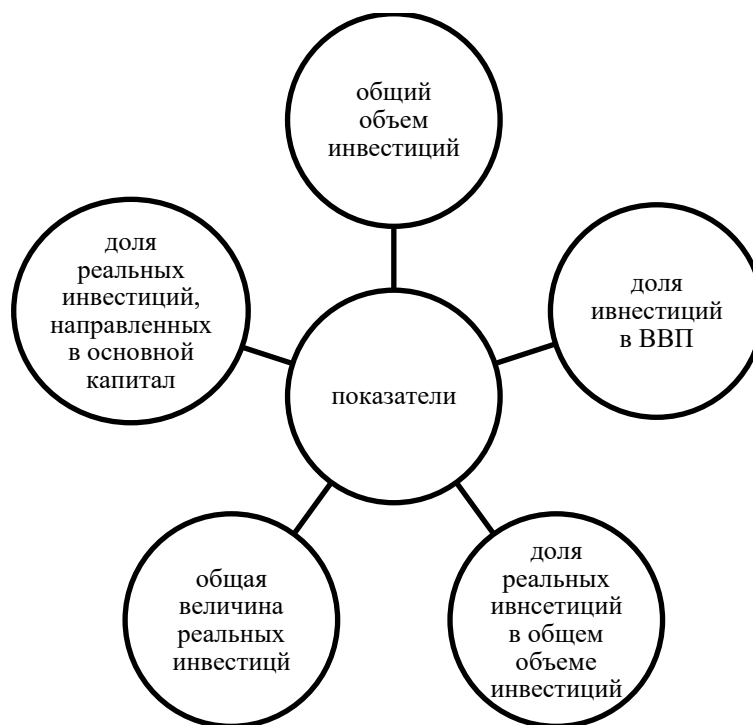 общий
объем
инвестиций
доля
реальных
инвестиций,
направленных
в основной
капитал
доля
ивнестиций
в ВВП
показатели
общая
величина
реальных
инвестицй
доля
реальных
ивнсетиций
в общем
объеме
инвестиций